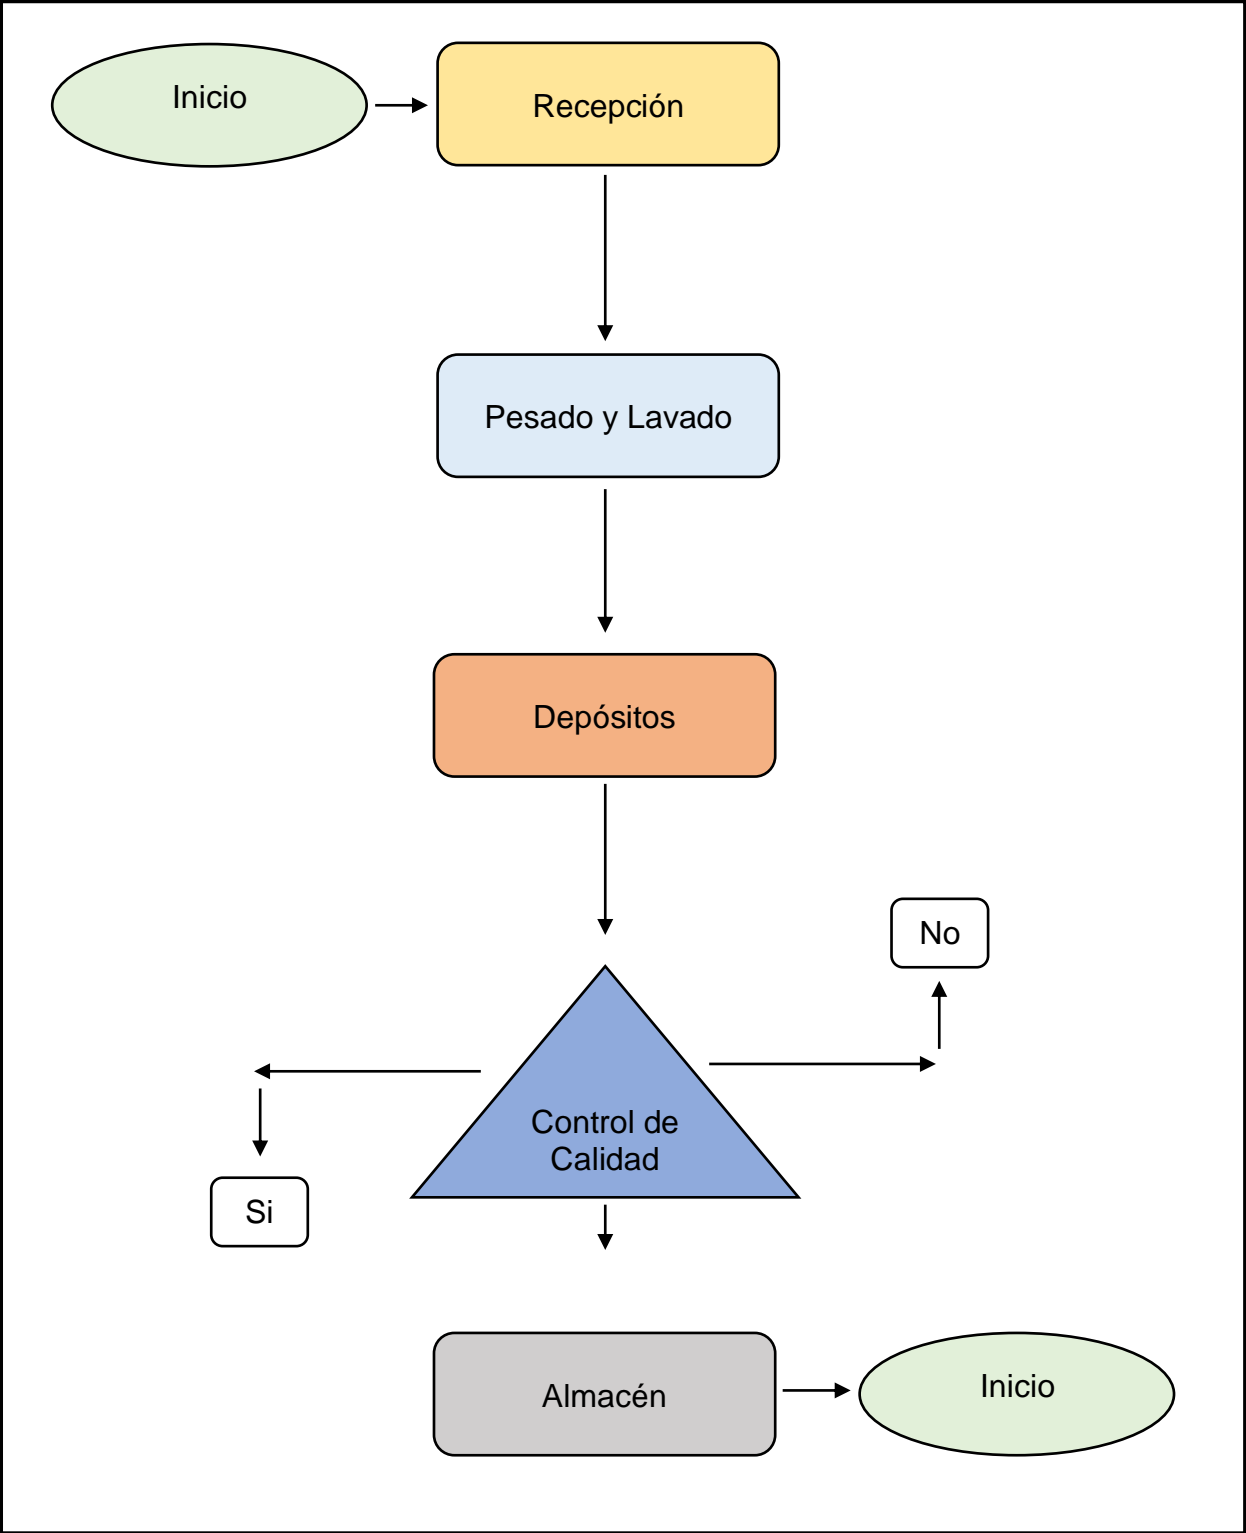 Inicio
Recepción
Pesado y Lavado
Depósitos
No
Control de
Calidad
Si
Almacén
Inicio